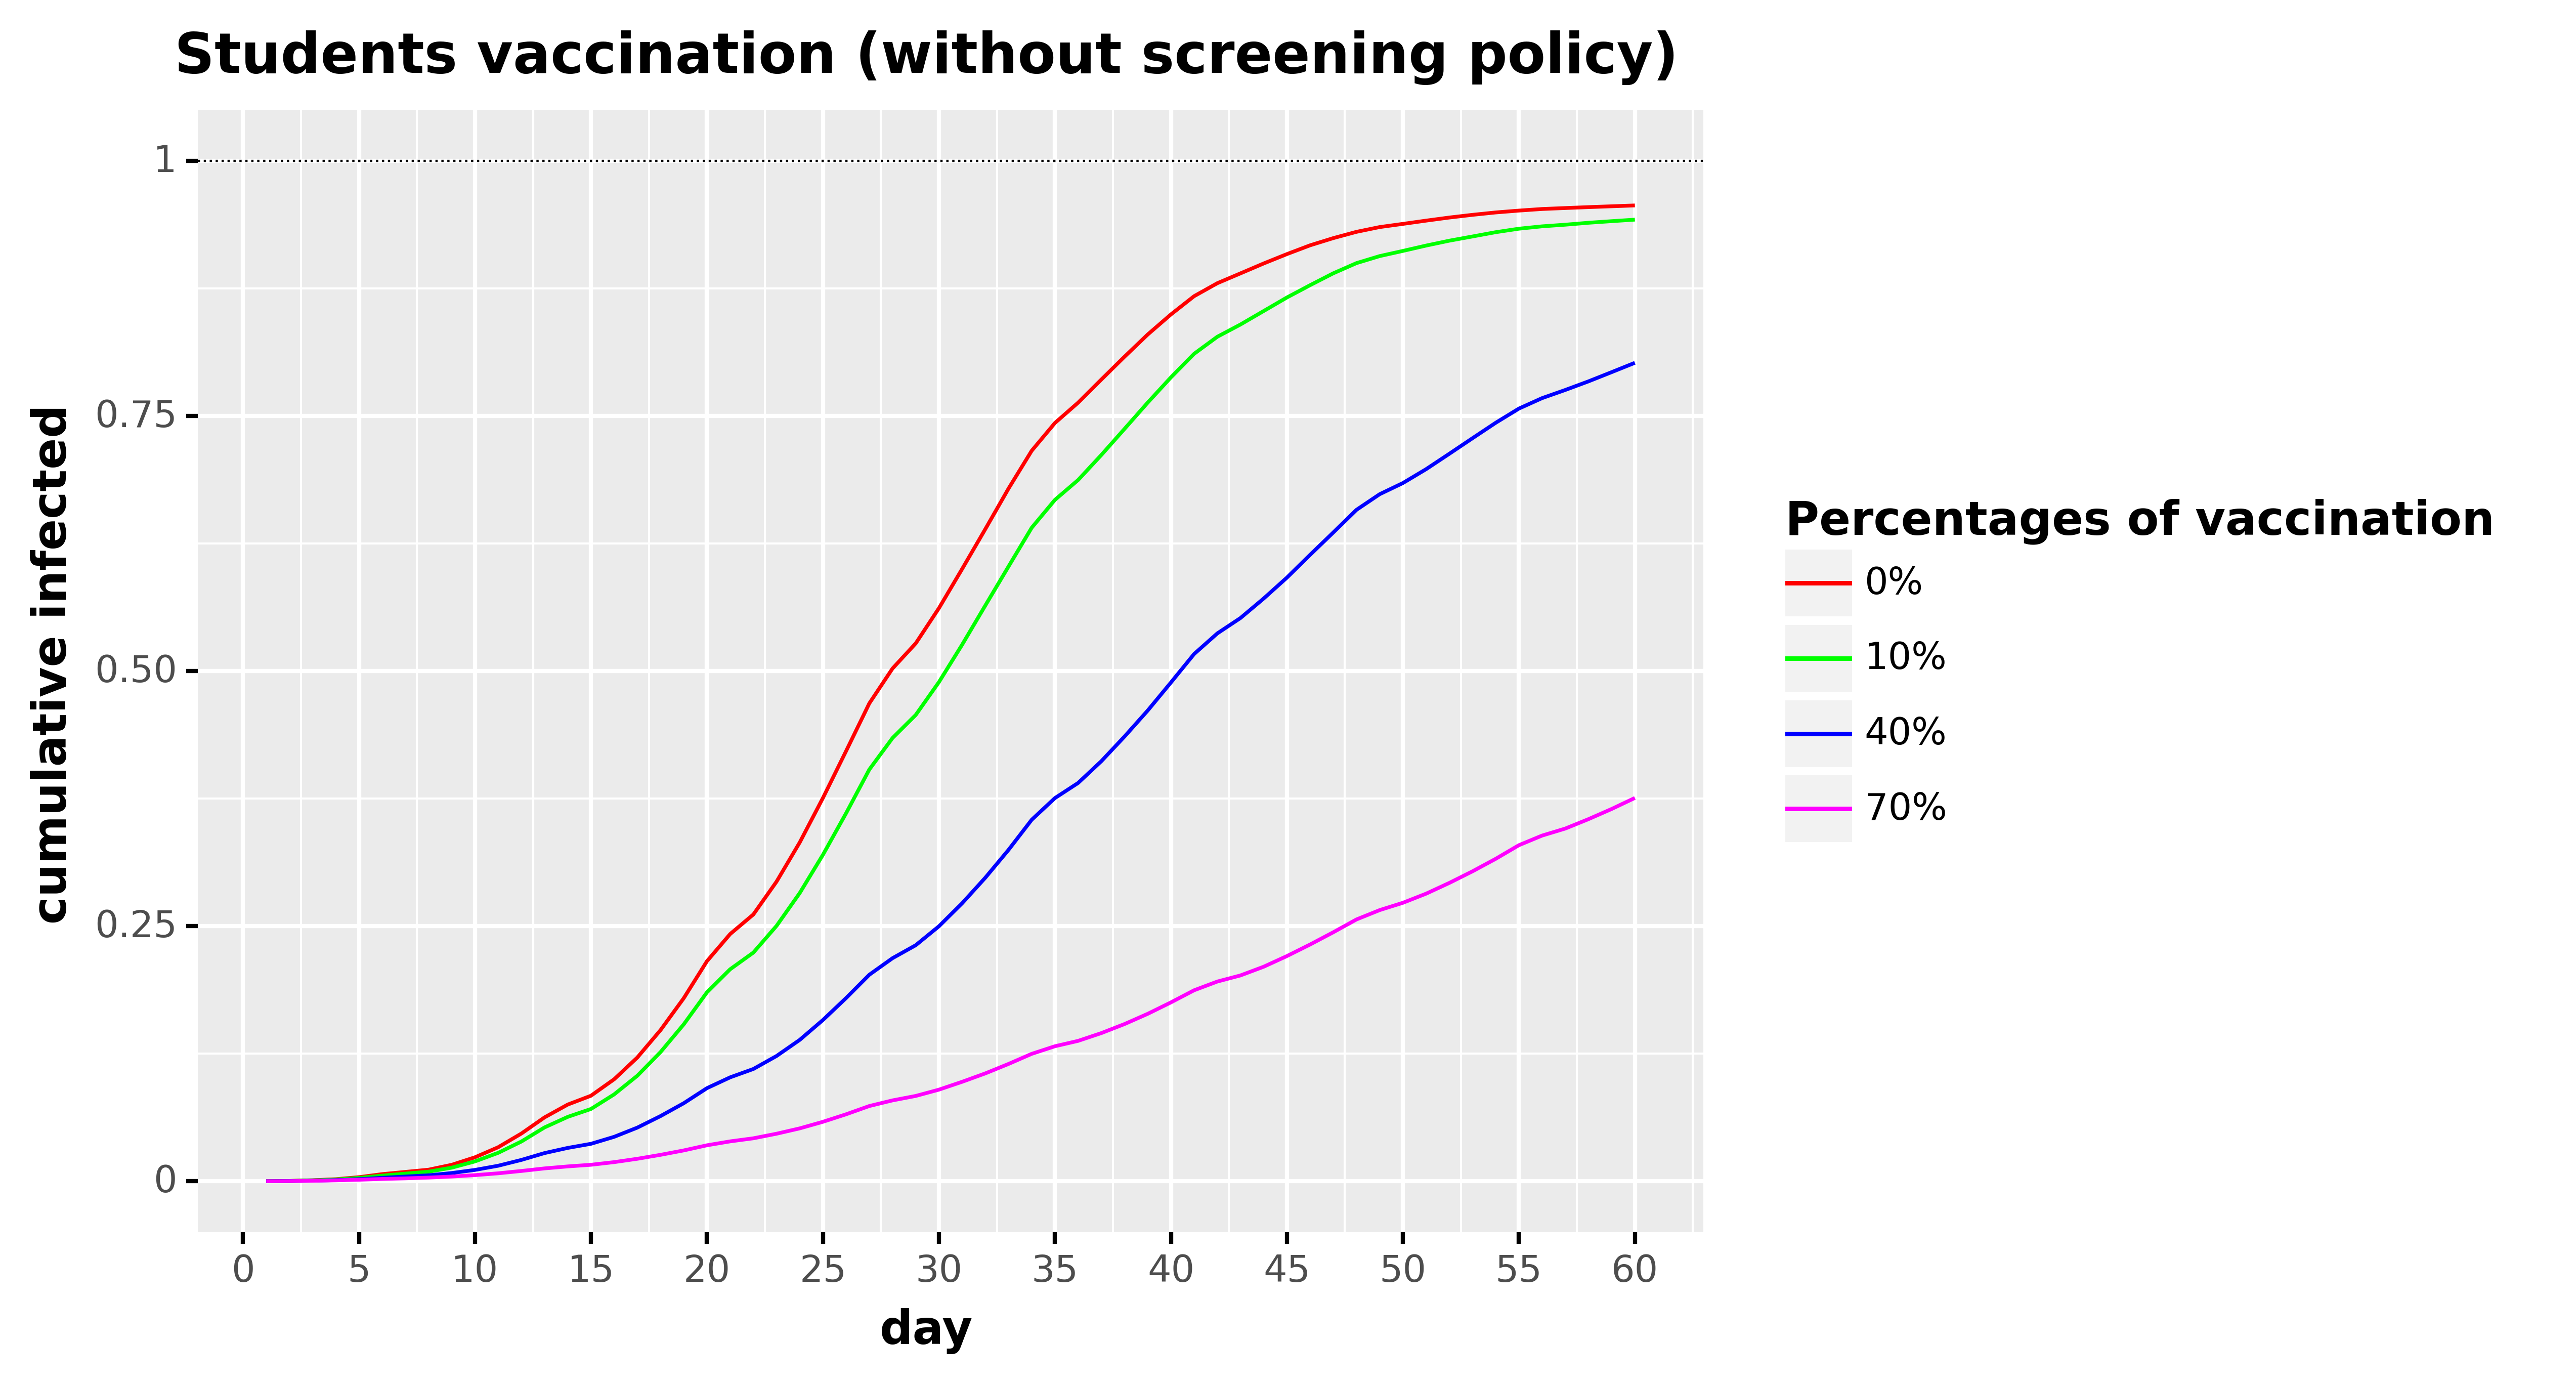 Students vaccination (without screening policy)
cumulative infected
1
0.75
0.50
0.25
0
0 5 10 15 20 25 30 35 40 45 50 55 60
day
Percentages of vaccination
0%
10%
40%
70%